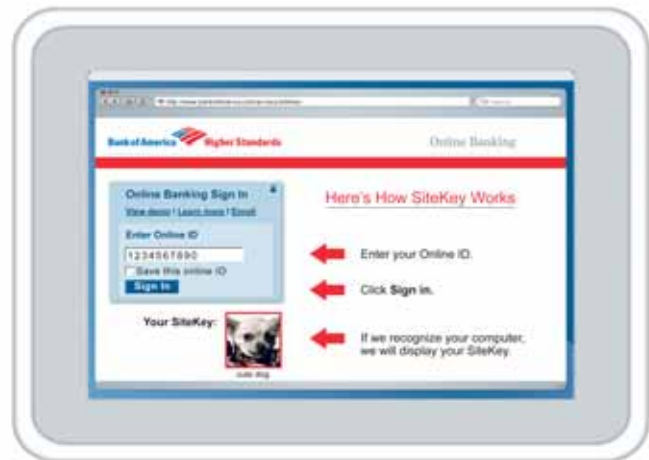 Bank of America Higher Standards
Online Banking
Online Banking Sign In
View demo | Learn more | Enroll
Enter Online ID
1234567890
Save this online ID
Sign In
Your SiteKey:
cute dog
Here's How SiteKey Works
Enter your Online ID.
Click Sign in.
If we recognize your computer,
we will display your SiteKey.